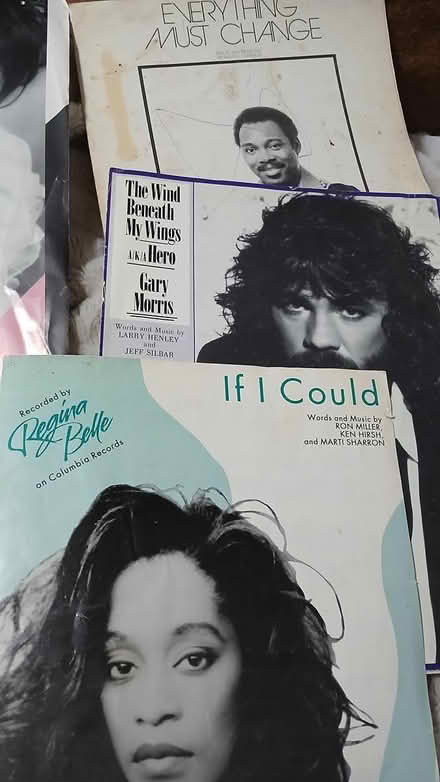 EVERYTHING
MUST CHANGE
The Wind
Beneath
My Wings
A/K/A Hero
Gary
Morris
Words and Music by
LARRY HENLEY
and
JEFF SILBAR
If I Could
Words and Music by
RON MILLER,
KEN HIRSH,
and MARTI SHARRON
Recorded by
Regina
Belle
on Columbia Records